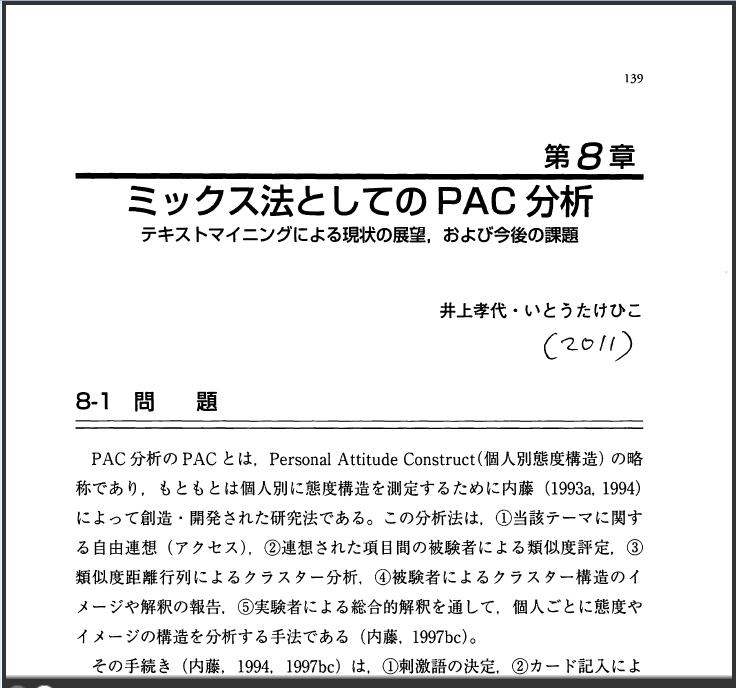 139
第8章
ミックス法としてのPAC分析
テキストマイニングによる現状の展望，および今後の課題
井上孝代・いとうたけひこ
(2011)
8-1 問 題
PAC分析のPACとは，Personal Attitude Construct(個人別態度構造）の略
称であり，もともとは個人別に態度構造を測定するために内藤（1993a, 1994）
によって創造・開発された研究法である。この分析法は，①当該テーマに関す
る自由連想（アクセス），②連想された項目間の被験者による類似度評定，③
類似度距離行列によるクラスター分析，④被験者によるクラスター構造のイ
メージや解釈の報告，⑤実験者による総合的解釈を通して，個人ごとに態度や
イメージの構造を分析する手法である（内藤，1997bc）。
その手続き（内藤，1994，1997bc）は，①刺激語の決定，②カード記入によ